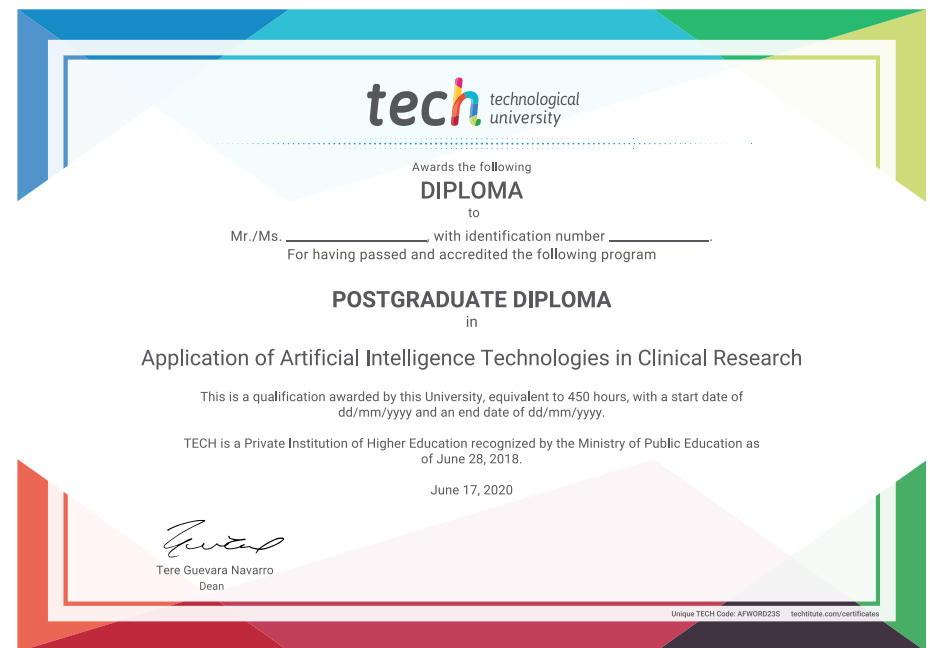 tech technological
university
Awards the following
DIPLOMA
to
Mr./Ms. ____________________, with identification number ______________.
For having passed and accredited the following program
POSTGRADUATE DIPLOMA
in
Application of Artificial Intelligence Technologies in Clinical Research
This is a qualification awarded by this University, equivalent to 450 hours, with a start date of
dd/mm/yyyy and an end date of dd/mm/yyyy.
TECH is a Private Institution of Higher Education recognized by the Ministry of Public Education as
of June 28, 2018.
June 17, 2020
Tere Guevara Navarro
Dean
Unique TECH Code: AFWORD23S techtitute.com/certificates